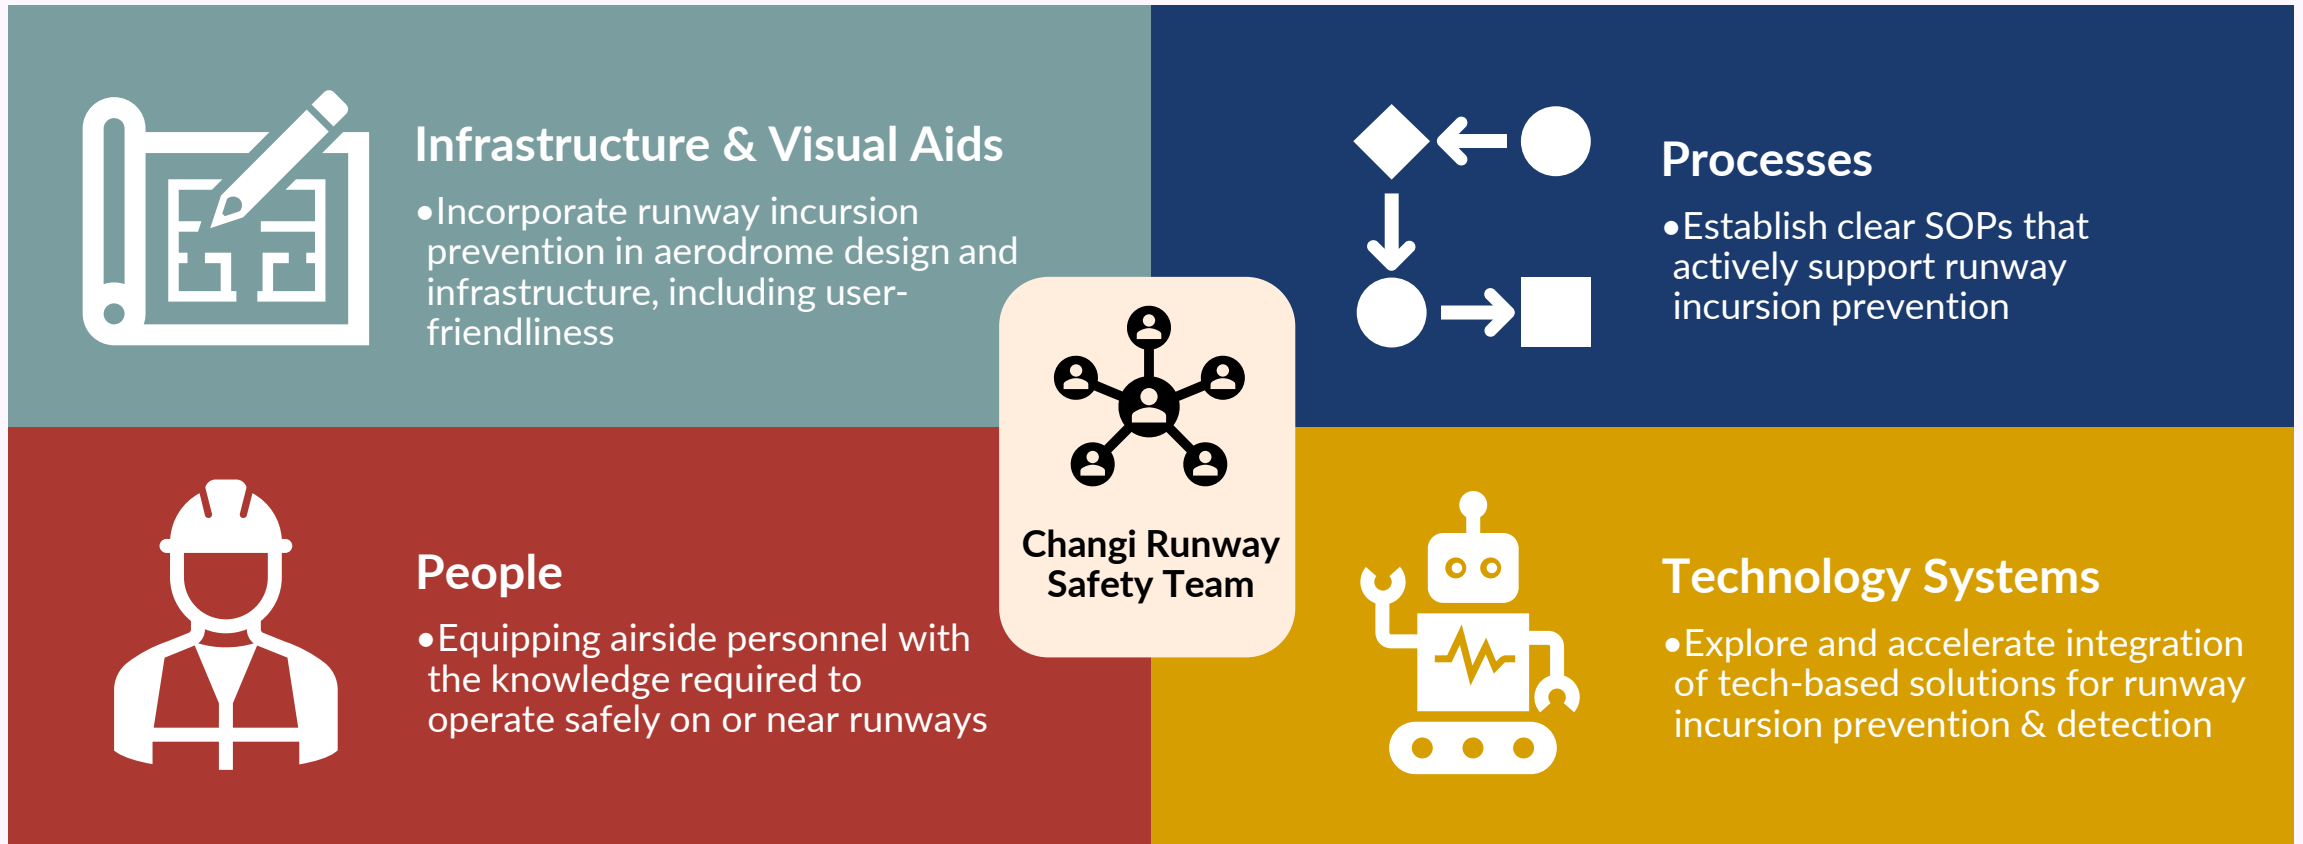 Infrastructure & Visual Aids
•Incorporate runway incursion
prevention in aerodrome design and
infrastructure, including user-
friendliness
Processes
•Establish clear SOPs that
actively support runway
incursion prevention
Changi Runway
Safety Team
People
•Equipping airside personnel with
the knowledge required to
operate safely on or near runways
Technology Systems
•Explore and accelerate integration
of tech-based solutions for runway
incursion prevention & detection